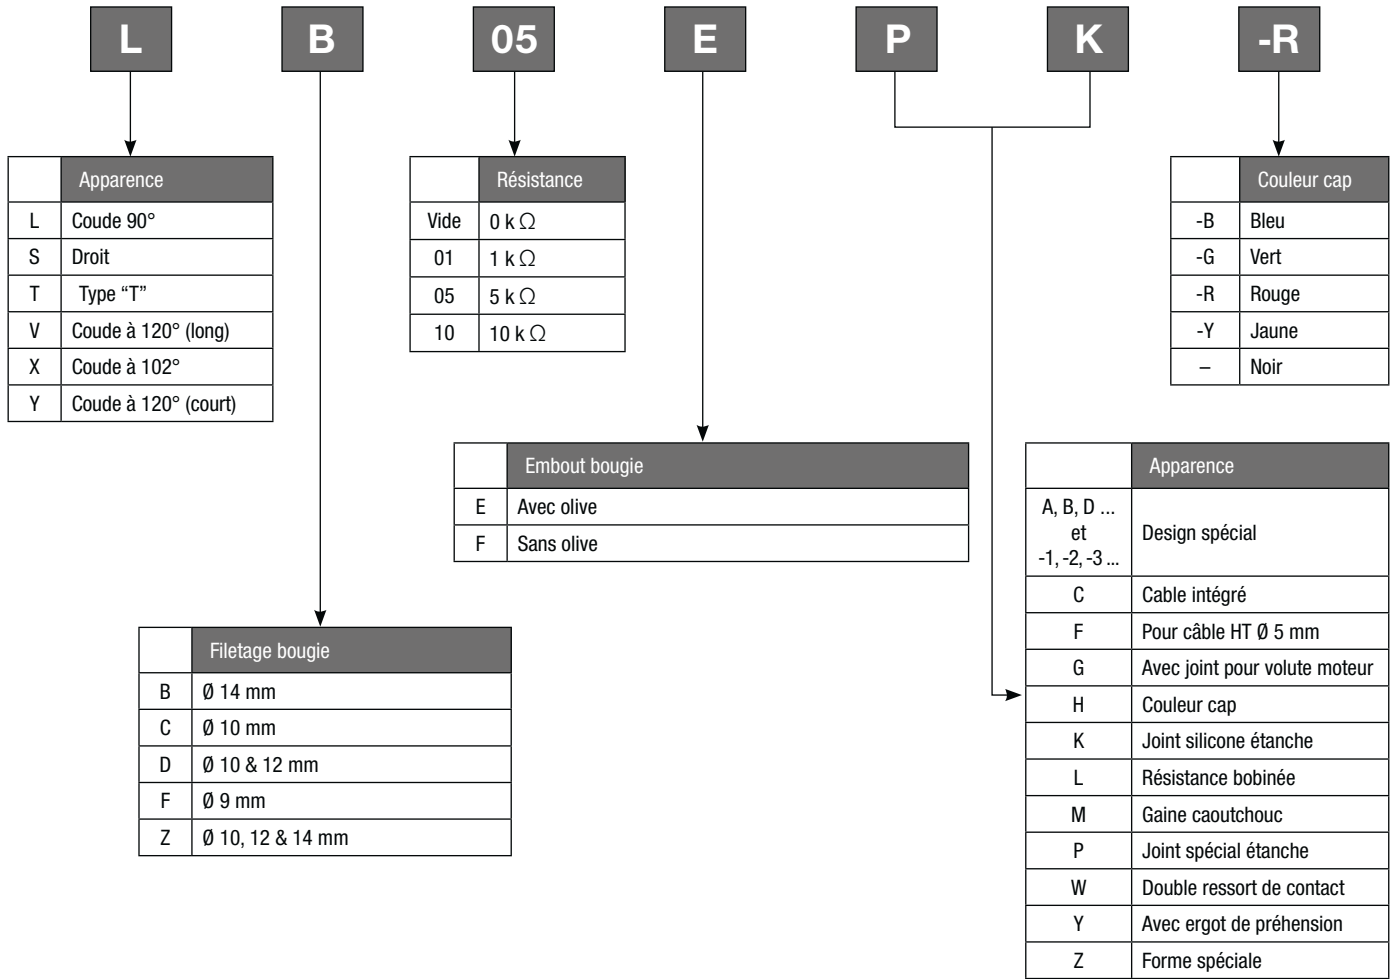 L B 05 E P K -R
Apparence
L Coude 90°
S Droit
T Type “T”
V Coude à 120° (long)
X Coude à 102°
Y Coude à 120° (court)
Résistance
Vide 0 k Ω
01 1 k Ω
05 5 k Ω
10 10 k Ω
Couleur cap
-B Bleu
-G Vert
-R Rouge
-Y Jaune
– Noir
Embout bougie
E Avec olive
F Sans olive
Filetage bougie
B Ø 14 mm
C Ø 10 mm
D Ø 10 & 12 mm
F Ø 9 mm
Z Ø 10, 12 & 14 mm
Apparence
A, B, D ...
et
-1, -2, -3 ...
Design spécial
C Cable intégré
F Pour câble HT Ø 5 mm
G Avec joint pour volute moteur
H Couleur cap
K Joint silicone étanche
L Résistance bobinée
M Gaine caoutchouc
P Joint spécial étanche
W Double ressort de contact
Y Avec ergot de préhension
Z Forme spéciale